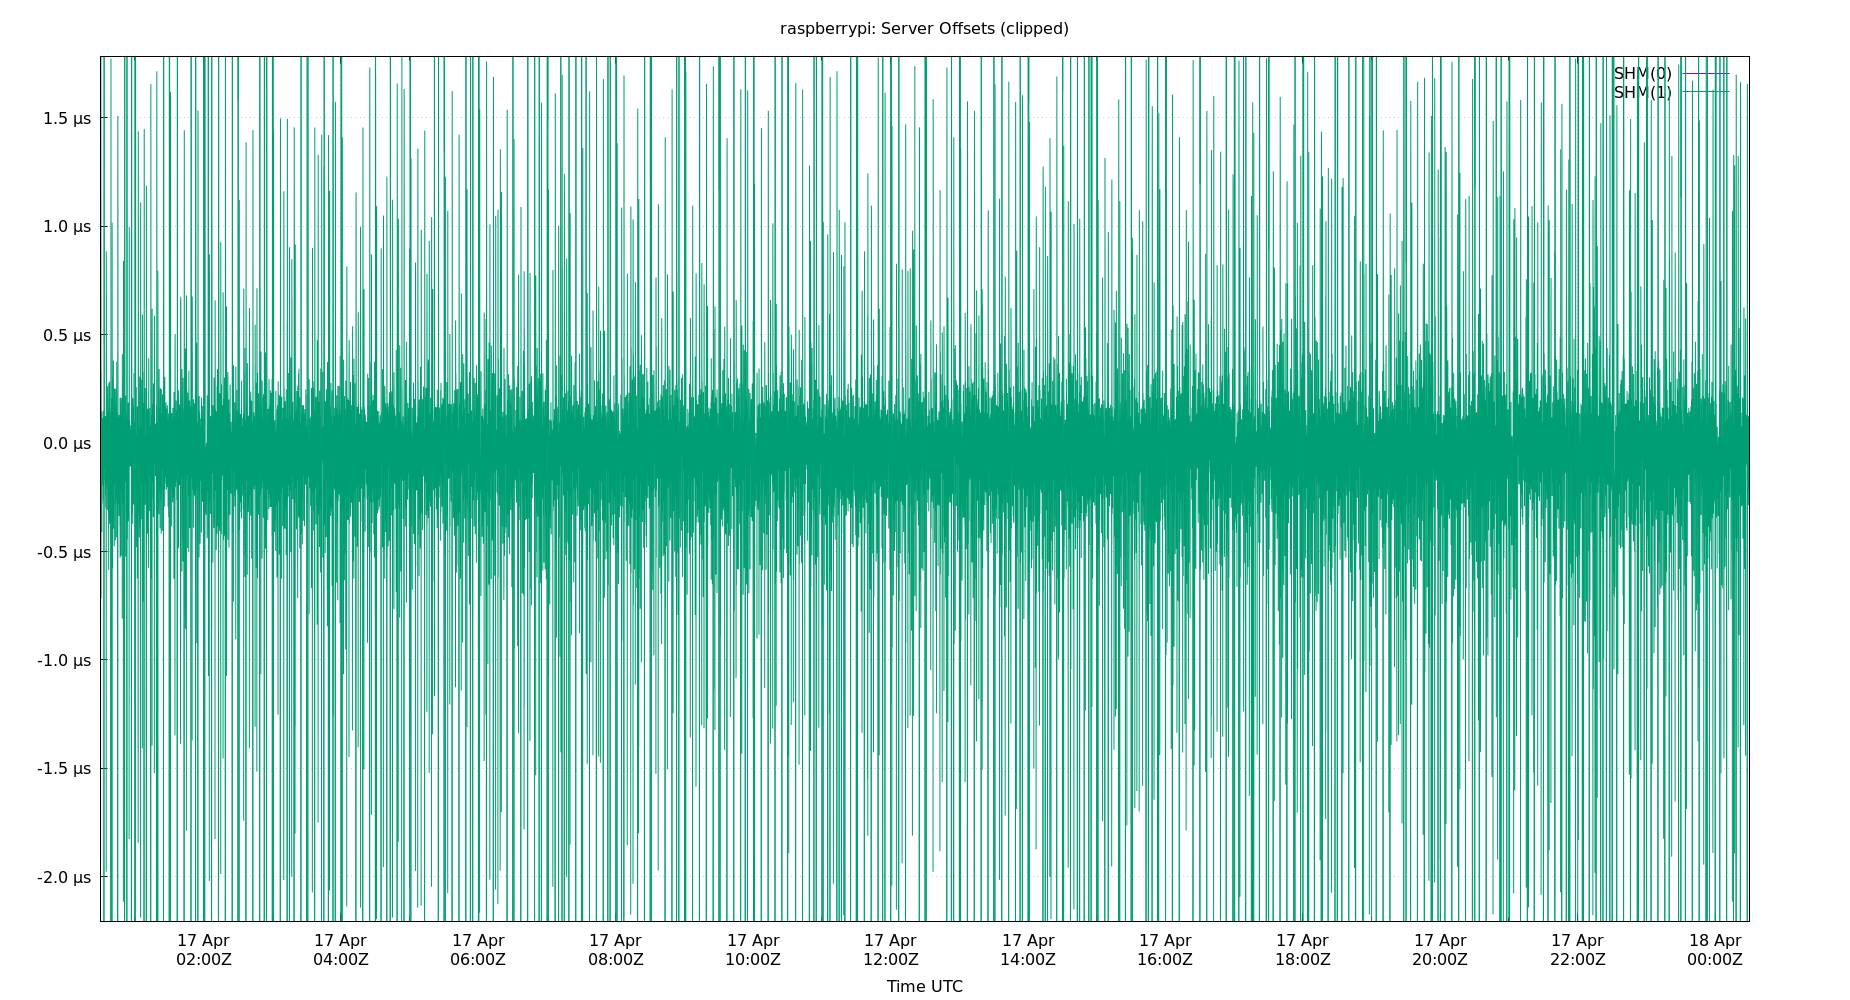 raspberrypi: Server Offsets (clipped)
SHM(0)
SHM(1)
1.5 µs
1.0 µs
0.5 µs
0.0 µs
-0.5 µs
-1.0 µs
-1.5 µs
-2.0 µs
17 Apr 17 Apr 17 Apr 17 Apr 17 Apr 17 Apr 17 Apr 17 Apr 17 Apr 17 Apr 17 Apr 18 Apr
02:00Z 04:00Z 06:00Z 08:00Z 10:00Z 12:00Z 14:00Z 16:00Z 18:00Z 20:00Z 22:00Z 00:00Z
Time UTC